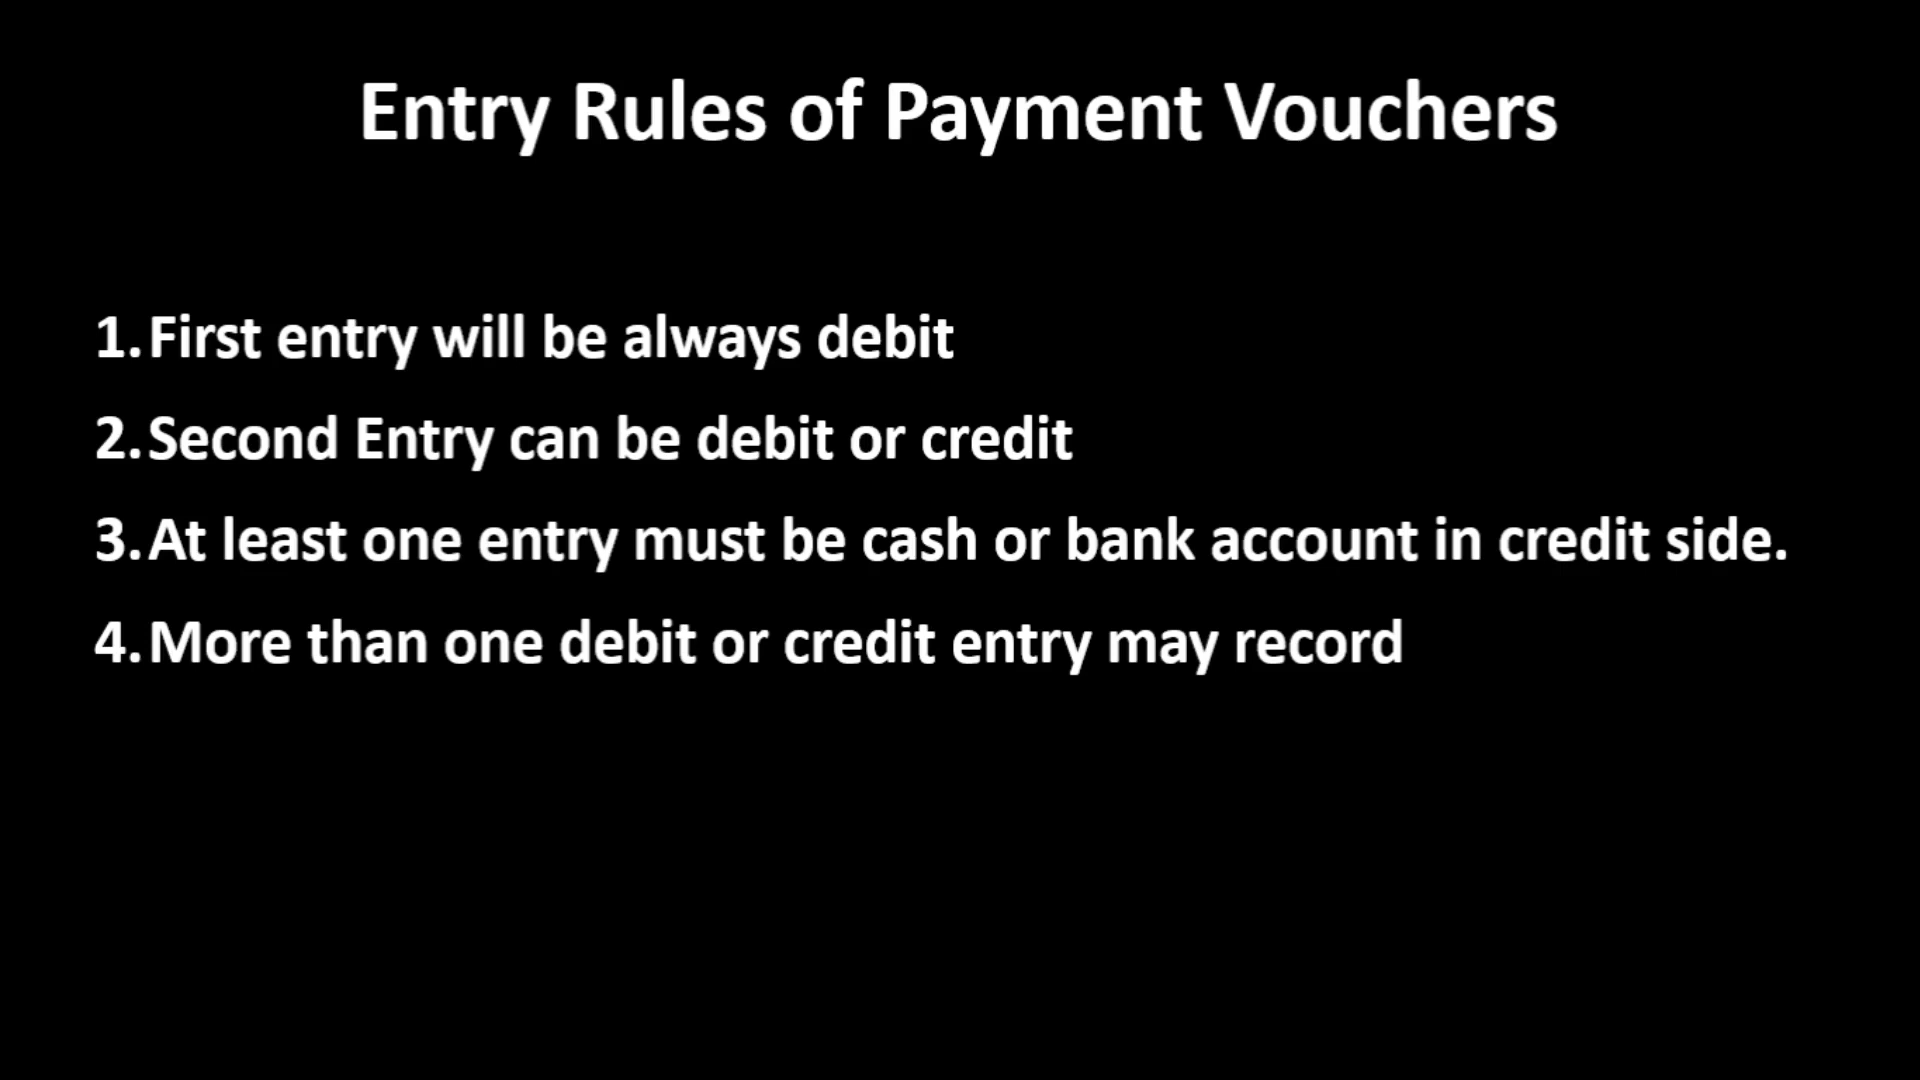 Entry Rules of Payment Vouchers
1. First entry will be always debit
2. Second Entry can be debit or credit
3. At least one entry must be cash or bank account in credit side.
4. More than one debit or credit entry may record